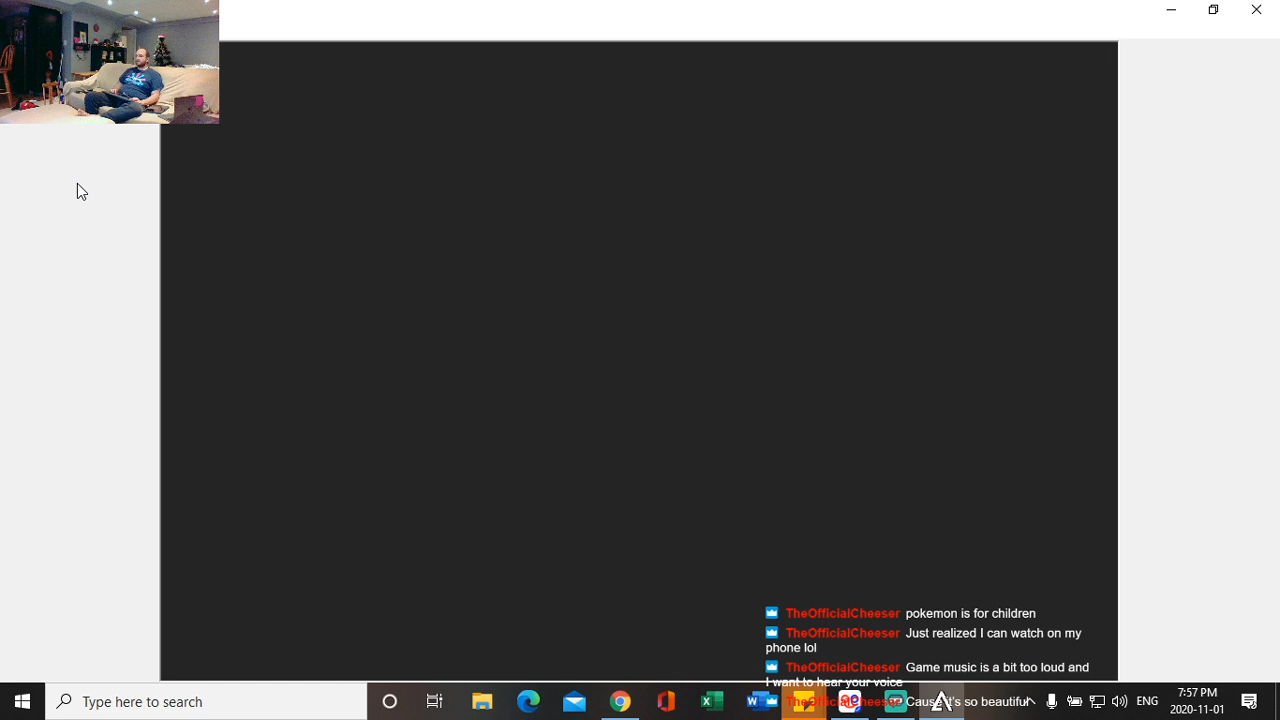 TheOfficialCheeser pokemon is for children
TheOfficialCheeser Just realized I can watch on my
phone lol
TheOfficialCheeser Game music is a bit too loud and
I want to hear your voice
TheOfficialCheeser Cause it's so beautiful
Type here to search
ENG
7:57 PM
2020-11-01